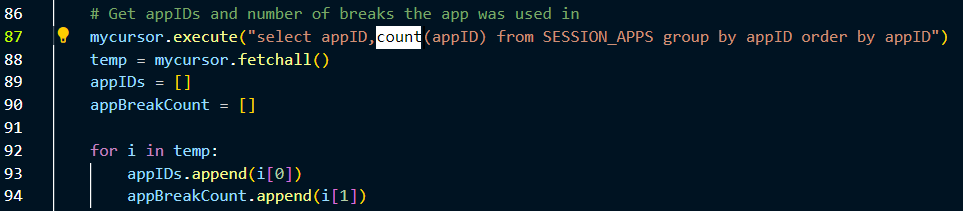 86 # Get appIDs and number of breaks the app was used in
87 mycursor.execute("select appID,count(appID) from SESSION_APPS group by appID order by appID")
88 temp = mycursor.fetchall()
89 appIDs = []
90 appBreakCount = []
91
92 for i in temp:
93 appIDs.append(i[0])
94 appBreakCount.append(i[1])